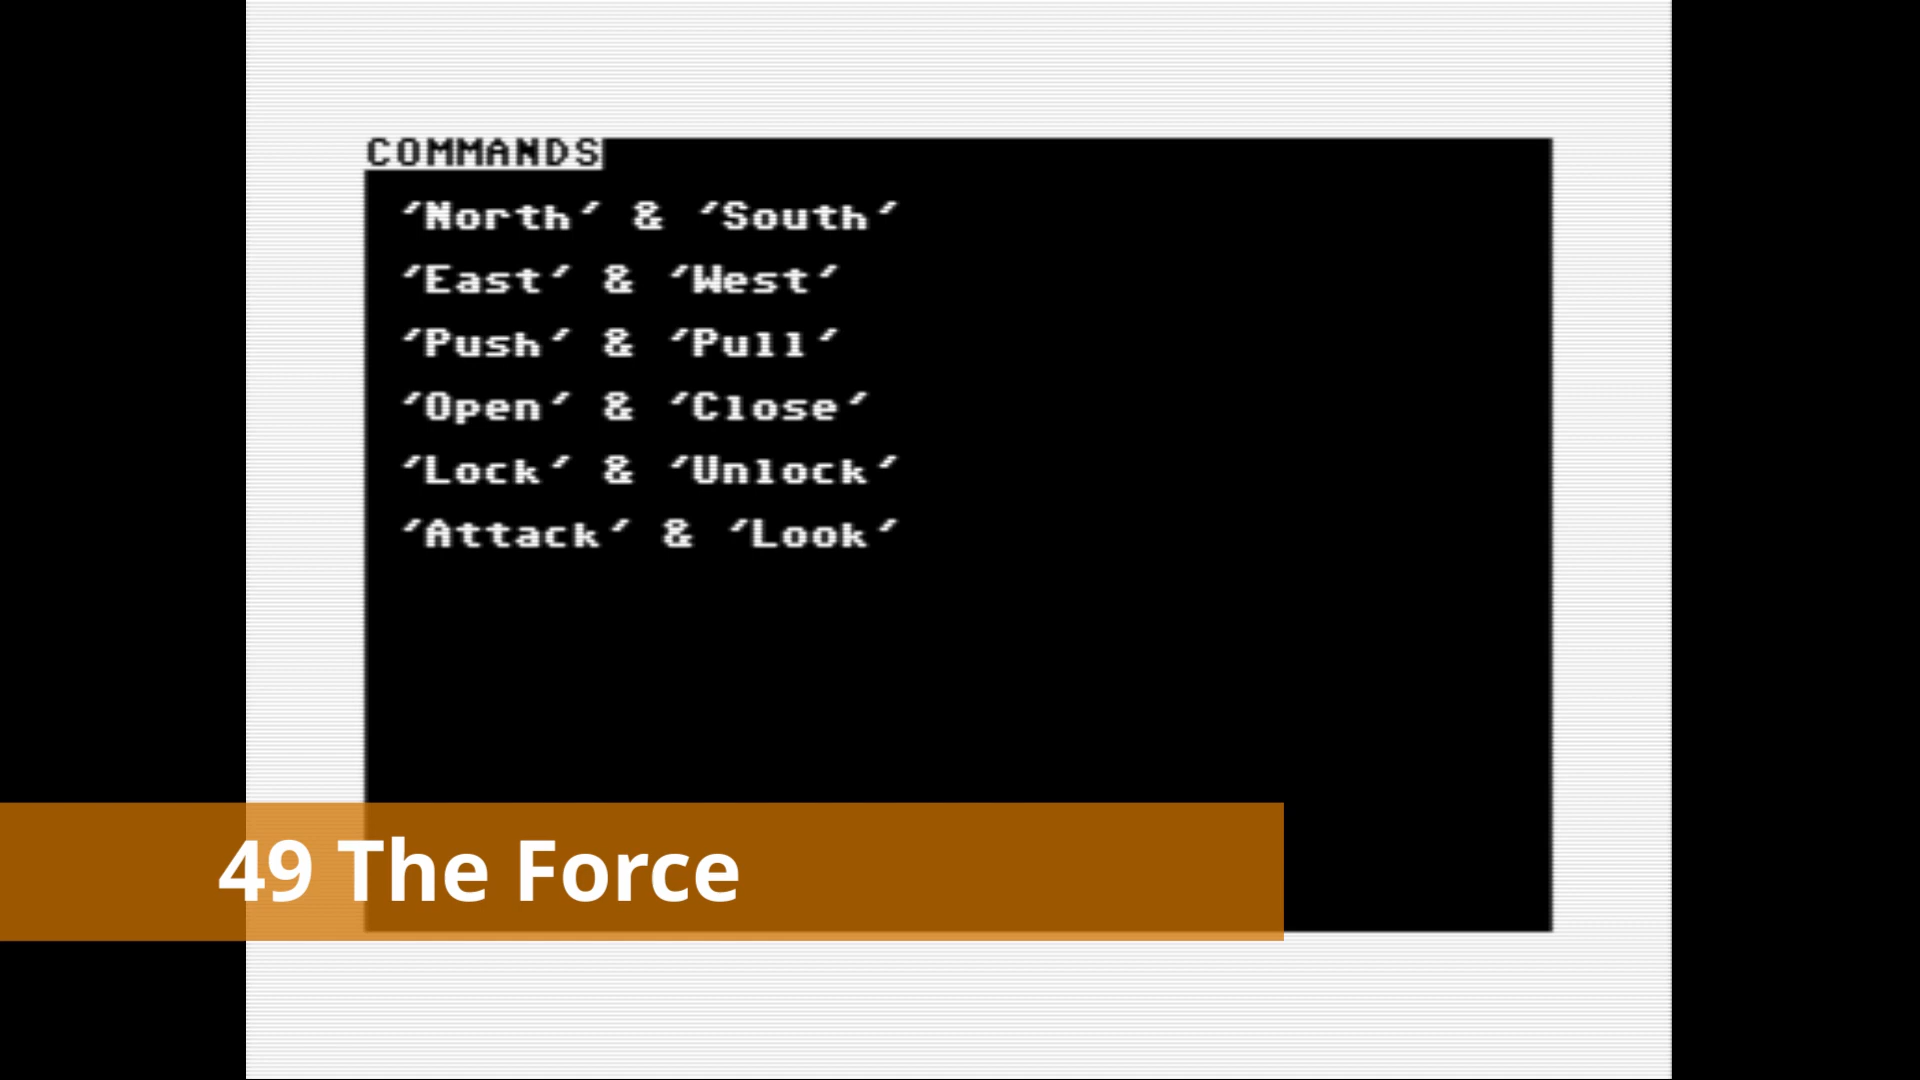 COMMANDS
'North' & 'South'
'East' & 'West'
'Push' & 'Pull'
'Open' & 'Close'
'Lock' & 'Unlock'
'Attack' & 'Look'
49 The Force